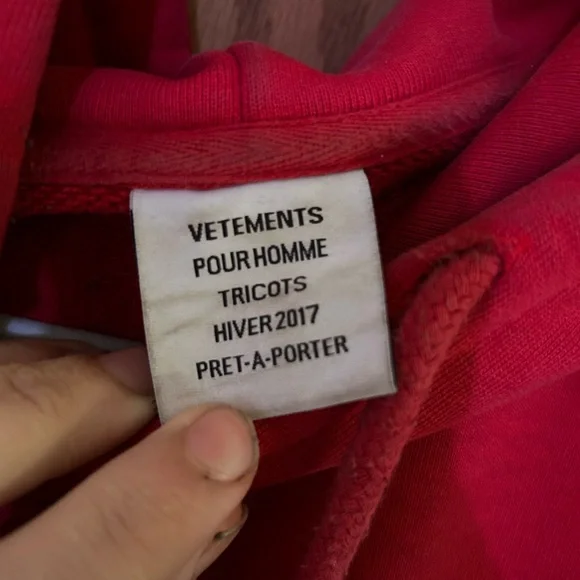 VETEMENTS
POUR HOMME
TRICOTS
HIVER 2017
PRET-A-PORTER